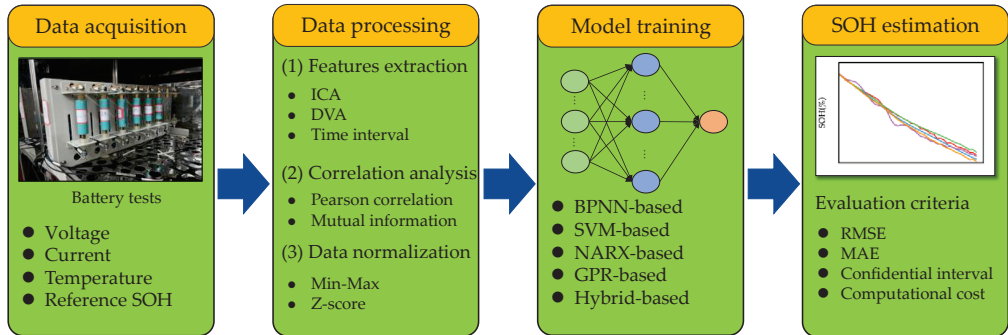 Data acquisition
Battery tests
● Voltage
● Current
● Temperature
● Reference SOH
Data processing
(1) Features extraction
● ICA
● DVA
● Time interval
(2) Correlation analysis
● Pearson correlation
● Mutual information
(3) Data normalization
● Min-Max
● Z-score
Model training
● BPNN-based
● SVM-based
● NARX-based
● GPR-based
● Hybrid-based
SOH estimation
SOH(%)
Evaluation criteria
● RMSE
● MAE
● Confidential interval
● Computational cost